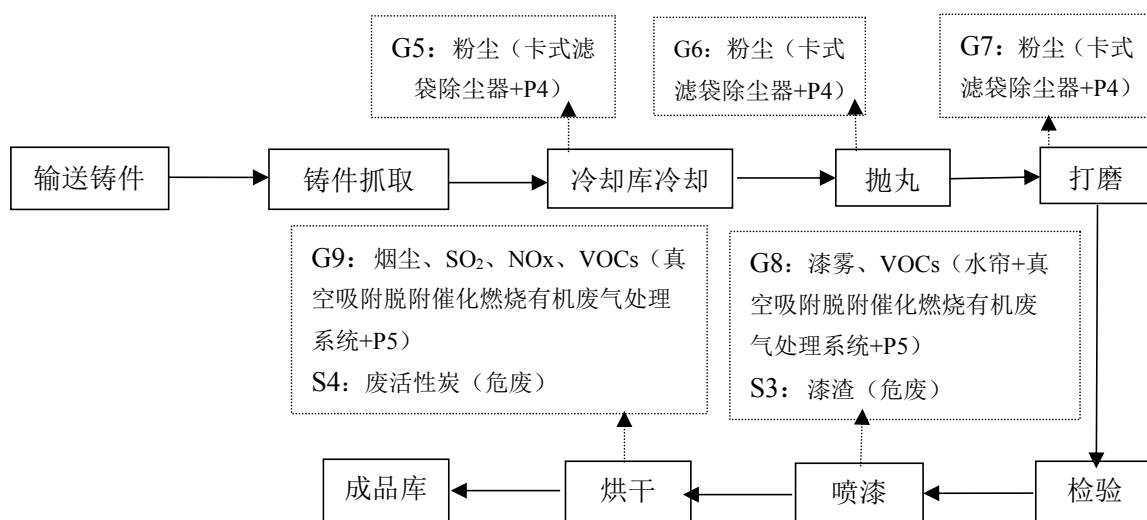 G5：粉尘（卡式滤
袋除尘器+P4）
G6：粉尘（卡式
滤袋除尘器+P4）
G7：粉尘（卡式
滤袋除尘器+P4）
输送铸件
铸件抓取
冷却库冷却
抛丸
打磨
G9：烟尘、SO₂、NOx、VOCs（真
空吸附脱附催化燃烧有机废气处理
系统+P5）
S4：废活性炭（危废）
G8：漆雾、VOCs（水帘+真
空吸附脱附催化燃烧有机废
气处理系统+P5）
S3：漆渣（危废）
成品库
烘干
喷漆
检验